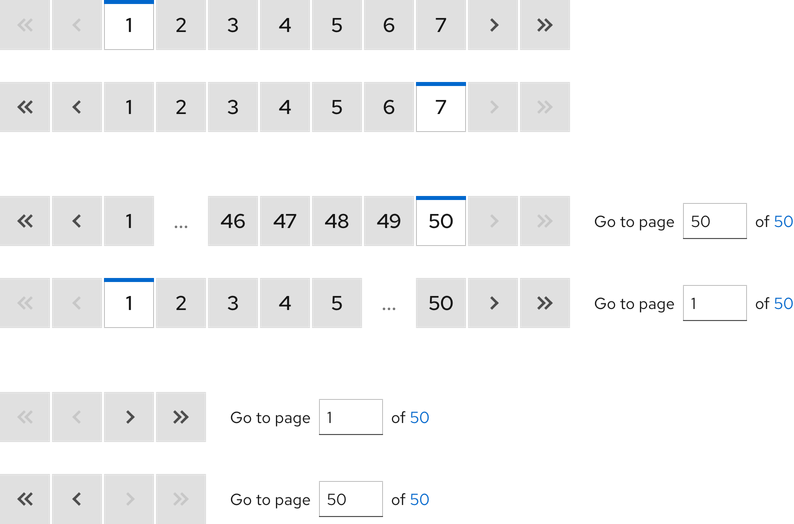 « ‹ 1 2 3 4 5 6 7 › »
« ‹ 1 2 3 4 5 6 7 › »
« ‹ 1 ... 46 47 48 49 50 › » Go to page 50 of 50
« ‹ 1 2 3 4 5 ... 50 › » Go to page 1 of 50
« ‹ › » Go to page 1 of 50
« ‹ › » Go to page 50 of 50